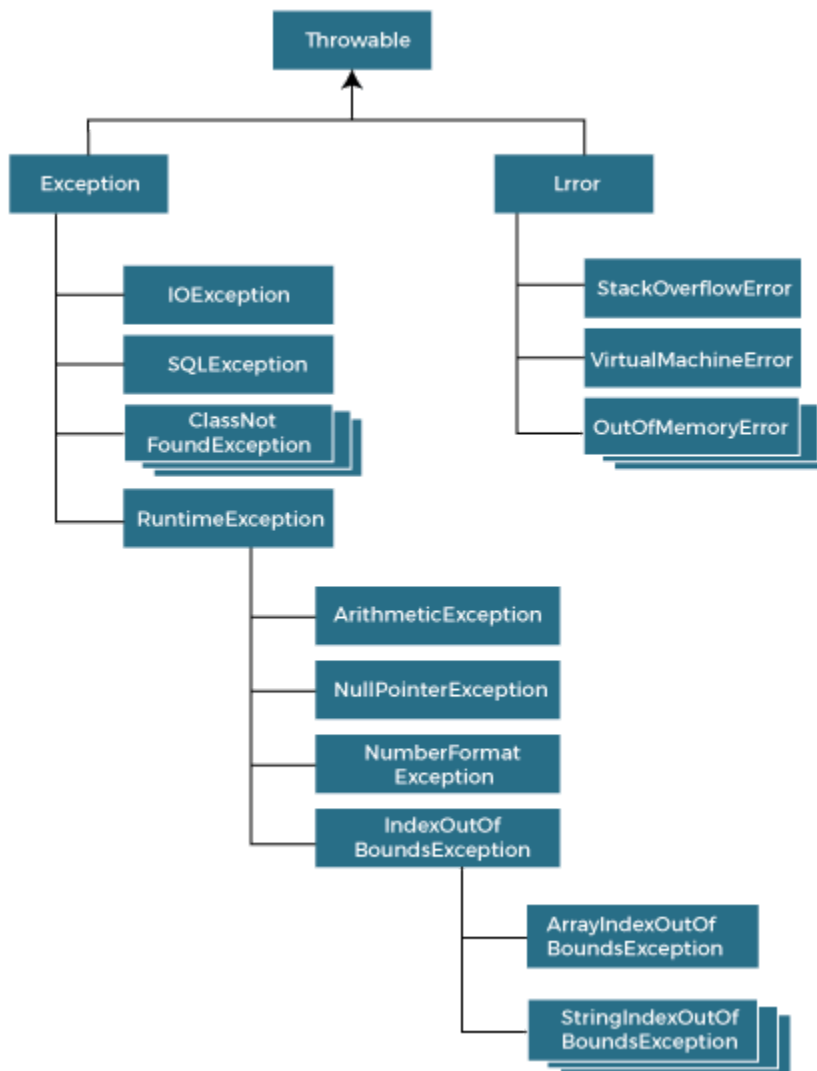 Throwable
Exception
Lrror
IOException
StackOverflowError
SQLException
VirtualMachineError
ClassNot
FoundException
OutOfMemoryError
RuntimeException
ArithmeticException
NullPointerException
NumberFormat
Exception
IndexOutOf
BoundsException
ArrayIndexOutOf
BoundsException
StringIndexOutOf
BoundsException